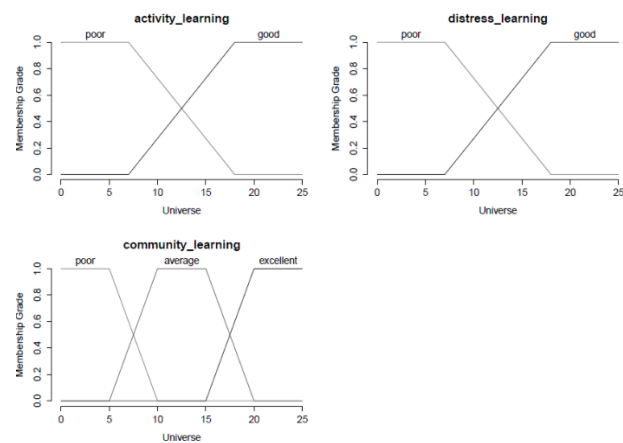 activity_learning
poor
good
Membership Grade
0.0 0.2 0.4 0.6 0.8 1.0
0 5 10 15 20 25
Universe
distress_learning
poor
good
Membership Grade
0.0 0.2 0.4 0.6 0.8 1.0
0 5 10 15 20 25
Universe
community_learning
poor
average
excellent
Membership Grade
0.0 0.2 0.4 0.6 0.8 1.0
0 5 10 15 20 25
Universe